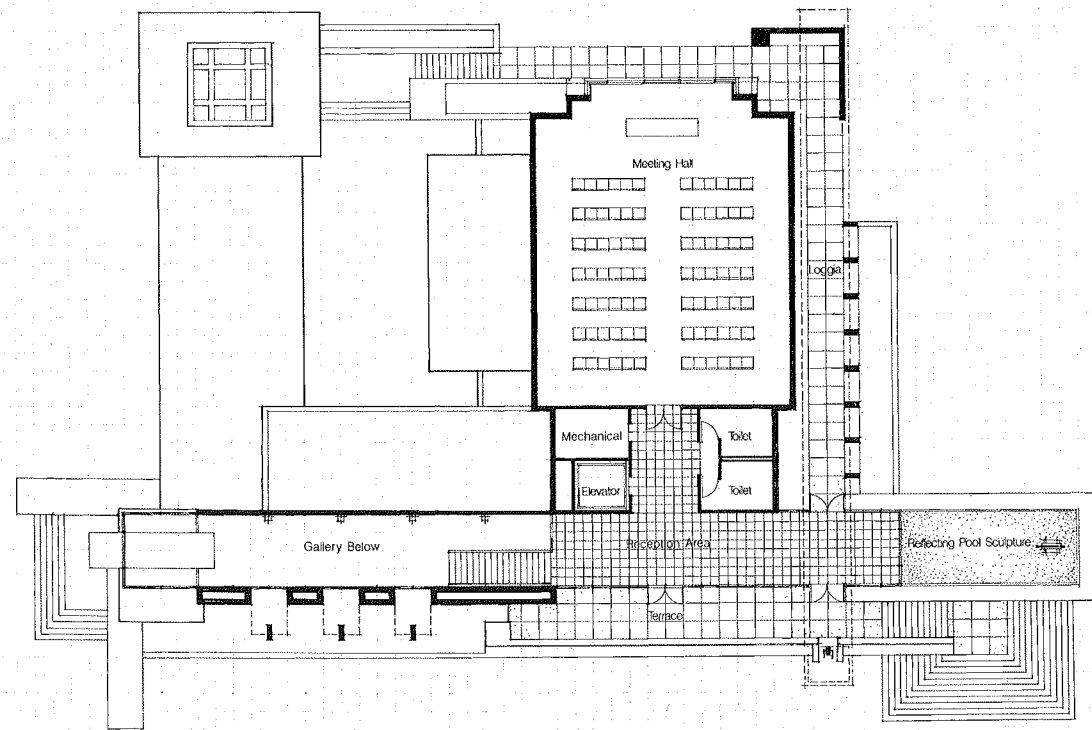 Meeting Hall
Loggia
Mechanical
Toilet
Elevator
Toilet
Gallery Below
Reception Area
Reflecting Pool Sculpture
Terrace